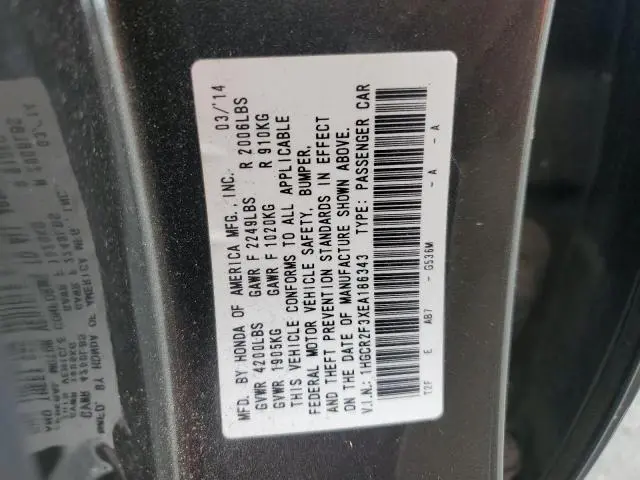 MFD. BY HONDA OF AMERICA MFG., INC. 03/'14
GVWR 4200LBS GAWR F 2249LBS R 2006LBS
GVWR 1905KG GAWR F 1020KG R 910KG
THIS VEHICLE CONFORMS TO ALL APPLICABLE
FEDERAL MOTOR VEHICLE SAFETY, BUMPER,
AND THEFT PREVENTION STANDARDS IN EFFECT
ON THE DATE OF MANUFACTURE SHOWN ABOVE.
V.I.N.: 1HGCR2F3XEA186343 TYPE: PASSENGER CAR
T2F E AB7 - G536M - A - A